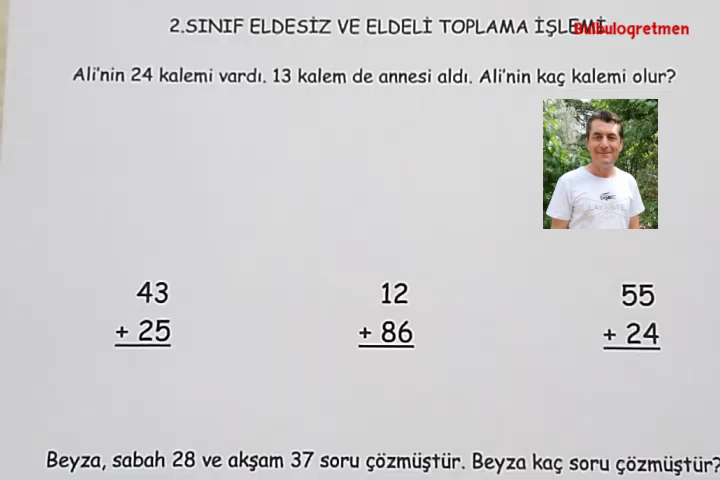 2.SINIF ELDESİZ VE ELDELİ TOPLAMA İŞLEMİ
Bulbulogretmen
Ali'nin 24 kalemi vardı. 13 kalem de annesi aldı. Ali'nin kaç kalemi olur?
43 12 55
+ 25 + 86 + 24
Beyza, sabah 28 ve akşam 37 soru çözmüştür. Beyza kaç soru çözmüştür?